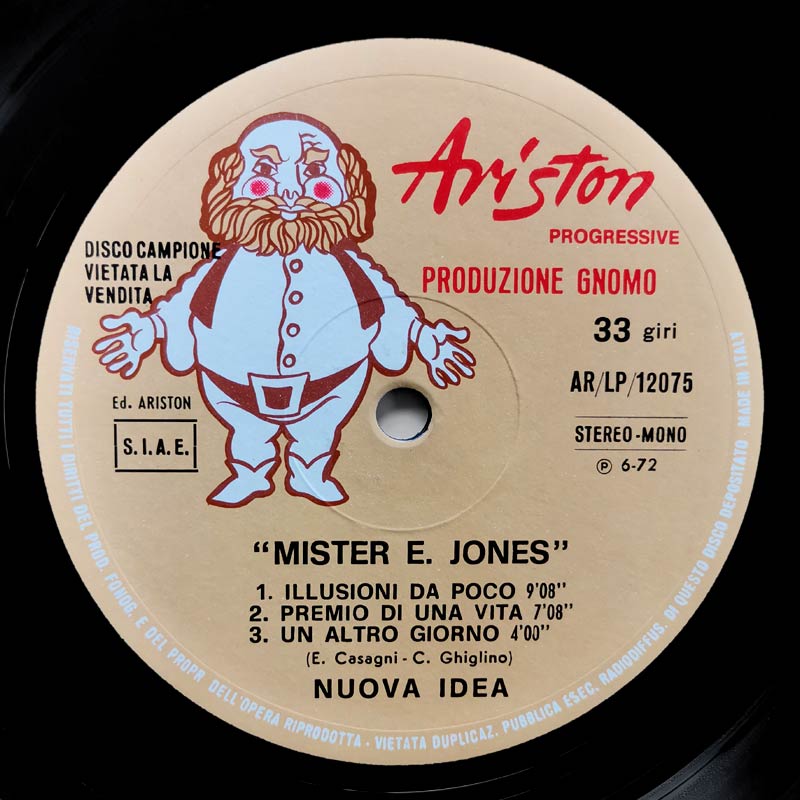 Ariston
PROGRESSIVE
PRODUZIONE GNOMO
DISCO CAMPIONE
VIETATA LA
VENDITA
33 giri
AR/LP/12075
Ed. ARISTON
S.I.A.E.
STEREO-MONO
℗ 6-72
"MISTER E. JONES"
1. ILLUSIONI DA POCO 9'08"
2. PREMIO DI UNA VITA 7'08"
3. UN ALTRO GIORNO 4'00"
(E. Casagni - C. Ghiglino)
NUOVA IDEA
RISERVATI TUTTI I DIRITTI DEL PROD. FONOG. E DEL PROPR DELL'OPERA RIPRODOTTA - VIETATA DUPLICAZ. PUBBLICA ESEC. RADIODIFFUS. DI QUESTO DISCO DEPOSITATO MADE IN ITALY